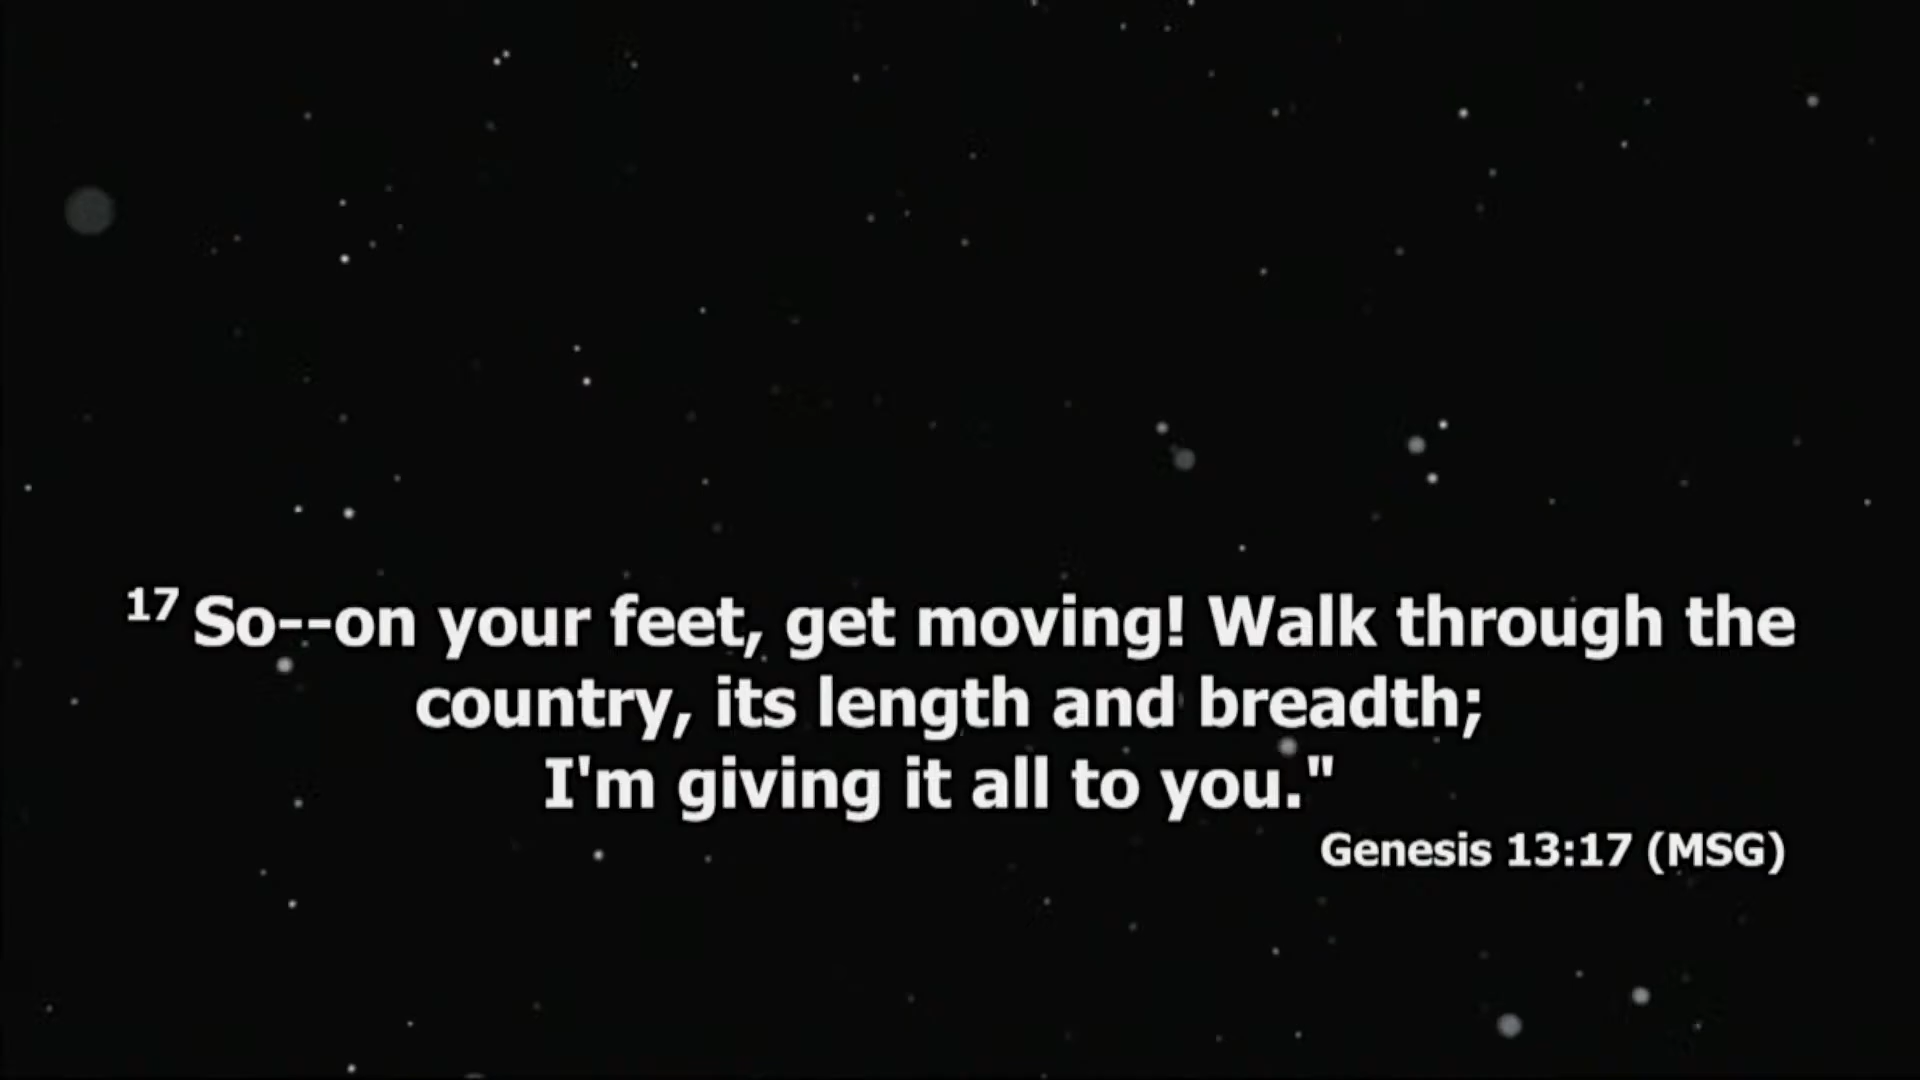 17 So--on your feet, get moving! Walk through the
country, its length and breadth;
I'm giving it all to you."
Genesis 13:17 (MSG)